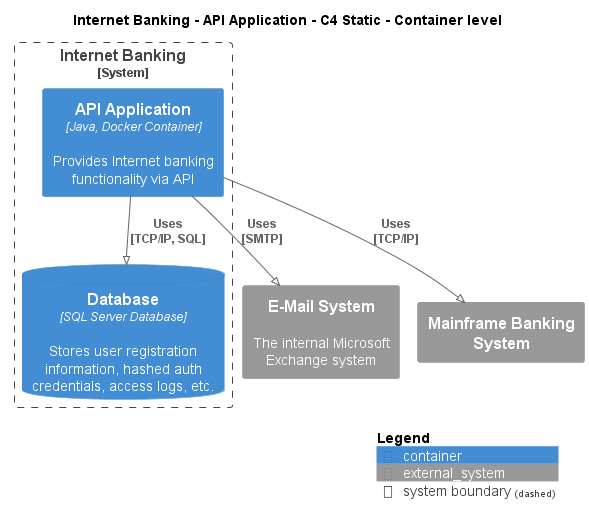 Internet Banking - API Application - C4 Static - Container level
Internet Banking
[System]
API Application
[Java, Docker Container]
Provides Internet banking
functionality via API
Uses
[TCP/IP, SQL]
Uses
[SMTP]
Uses
[TCP/IP]
Database
[SQL Server Database]
Stores user registration
information, hashed auth
credentials, access logs, etc.
E-Mail System
The internal Microsoft
Exchange system
Mainframe Banking
System
Legend
container
external_system
system boundary (dashed)